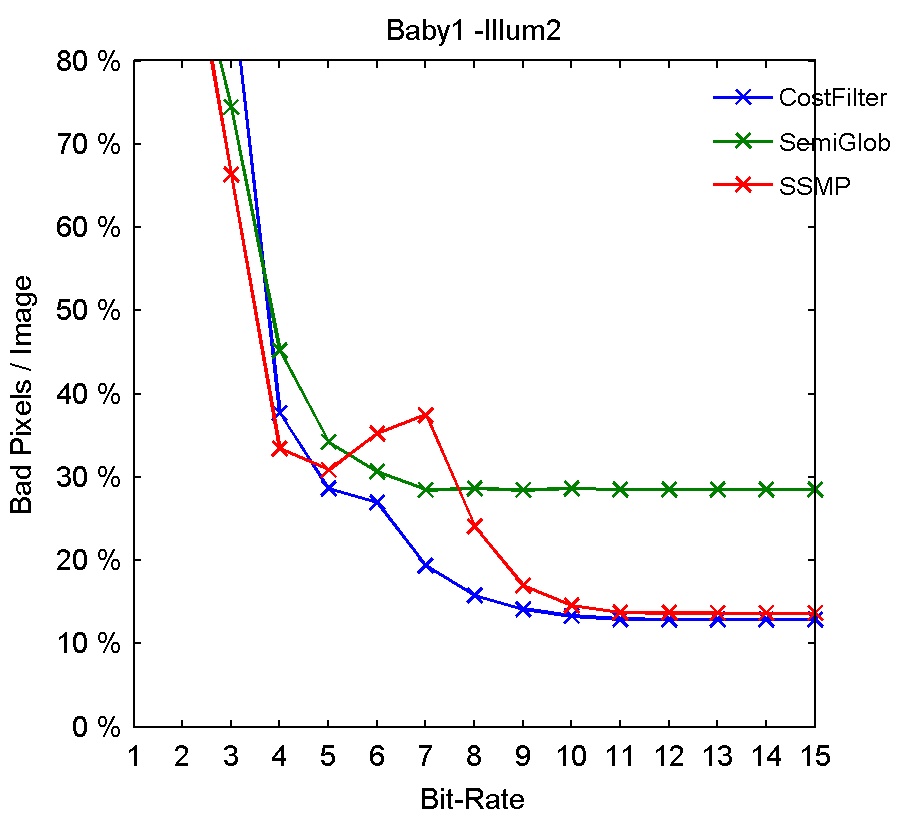 Baby1 -Illum2
80 %
70 %
60 %
50 %
40 %
30 %
20 %
10 %
0 %
Bad Pixels / Image
CostFilter
SemiGlob
SSMP
1 2 3 4 5 6 7 8 9 10 11 12 13 14 15
Bit-Rate